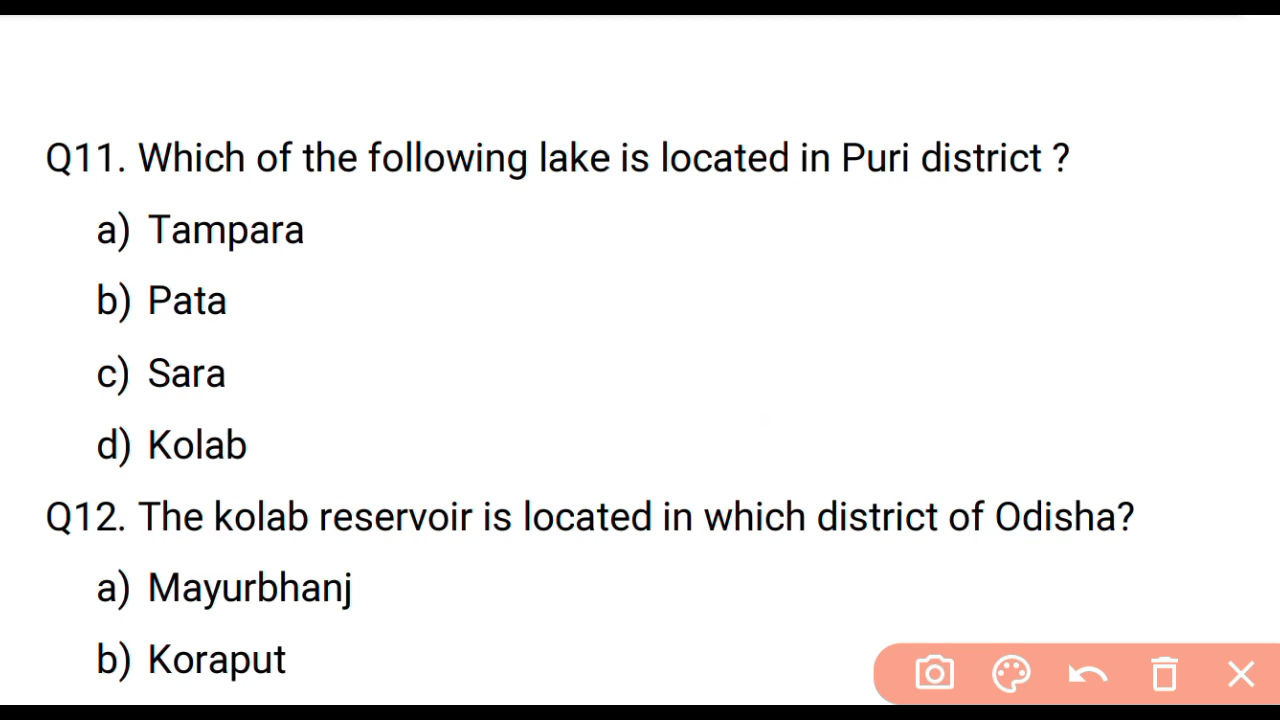 Q11. Which of the following lake is located in Puri district ?
a) Tampara
b) Pata
c) Sara
d) Kolab
Q12. The kolab reservoir is located in which district of Odisha?
a) Mayurbhanj
b) Koraput